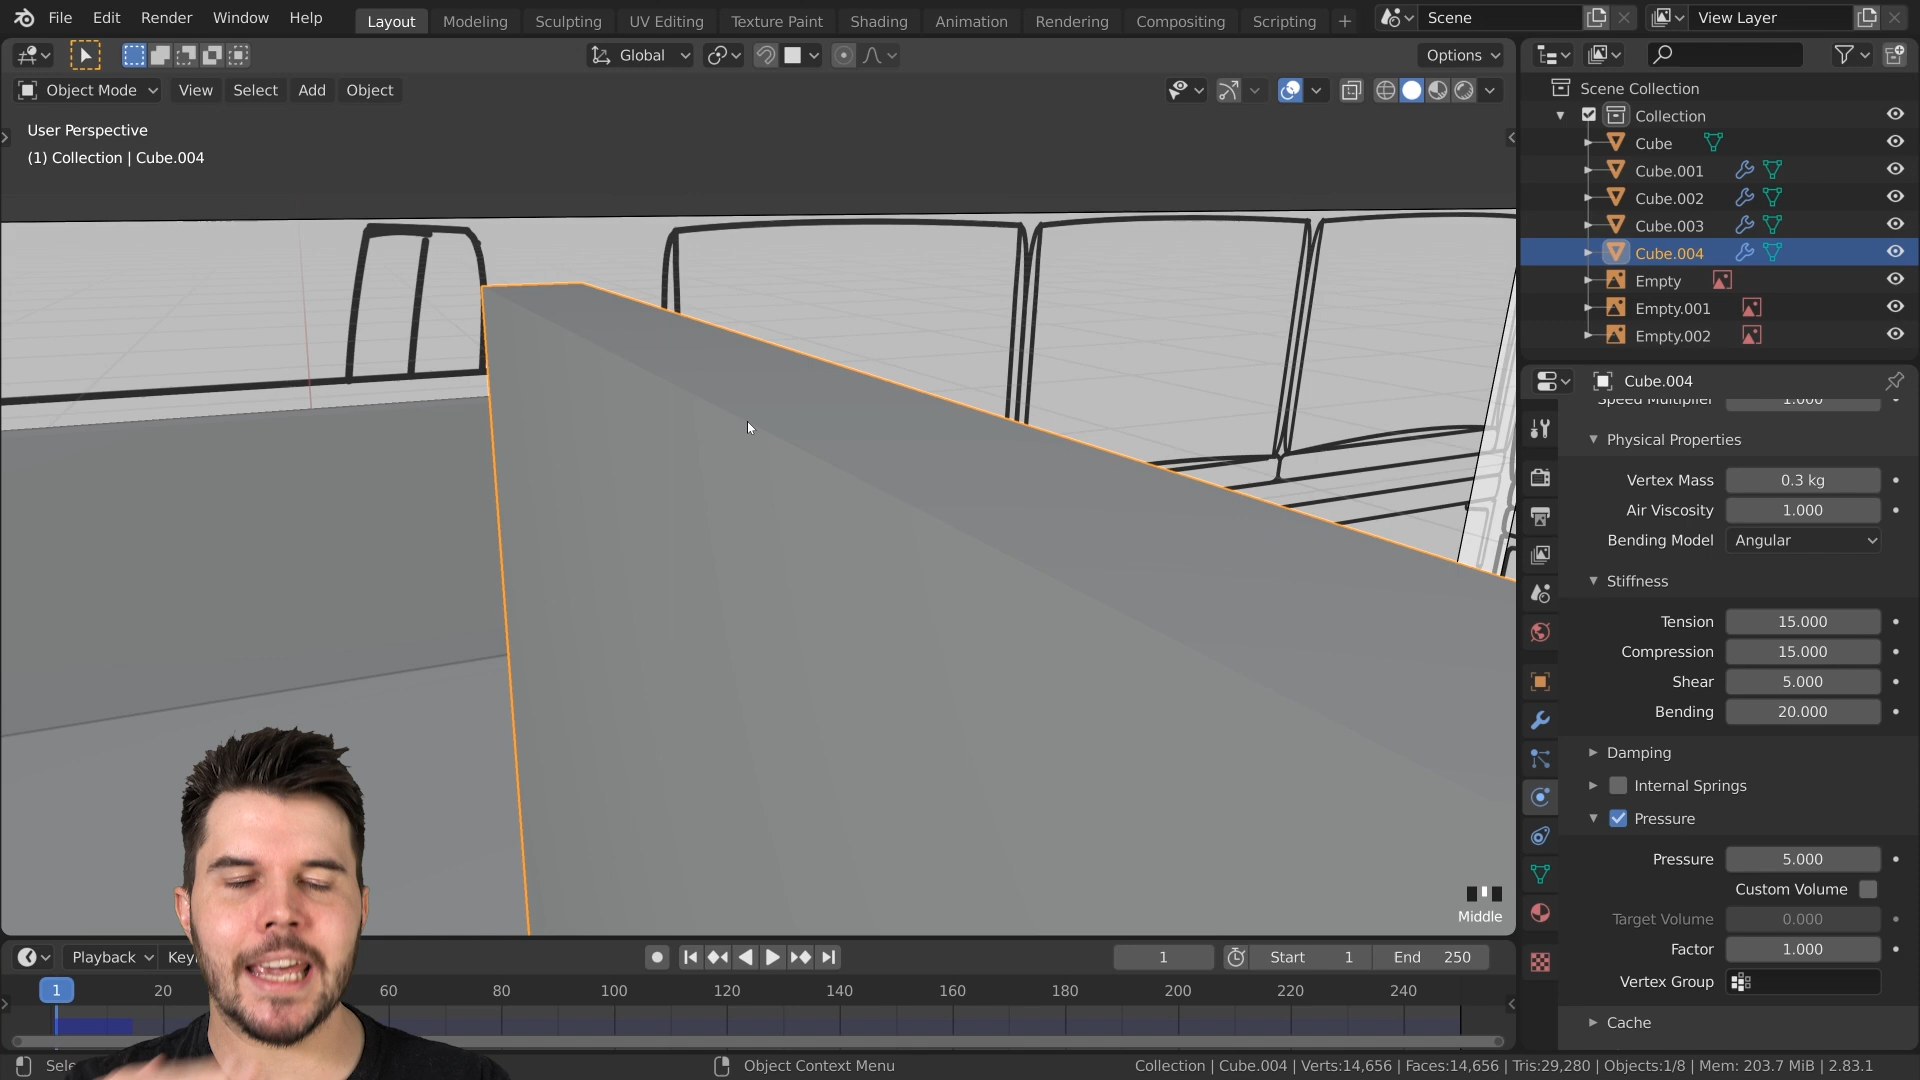 File Edit Render Window Help Layout Modeling Sculpting UV Editing Texture Paint Shading Animation Rendering Compositing Scripting + Scene View Layer
Global Options
Object Mode View Select Add Object
User Perspective
(1) Collection | Cube.004
Scene Collection
Collection
Cube
Cube.001
Cube.002
Cube.003
Cube.004
Empty
Empty.001
Empty.002
Cube.004
Speed Multiplier 1.000
Physical Properties
Vertex Mass 0.3 kg
Air Viscosity 1.000
Bending Model Angular
Stiffness
Tension 15.000
Compression 15.000
Shear 5.000
Bending 20.000
Damping
Internal Springs
Pressure
Pressure 5.000
Custom Volume
Target Volume 0.000
Factor 1.000
Vertex Group
Cache
Middle
Playback 1 Start 1 End 250
1 20 60 80 100 120 140 160 180 200 220 240
Object Context Menu Collection | Cube.004 | Verts:14,656 | Faces:14,656 | Tris:29,280 | Objects:1/8 | Mem: 203.7 MiB | 2.83.1